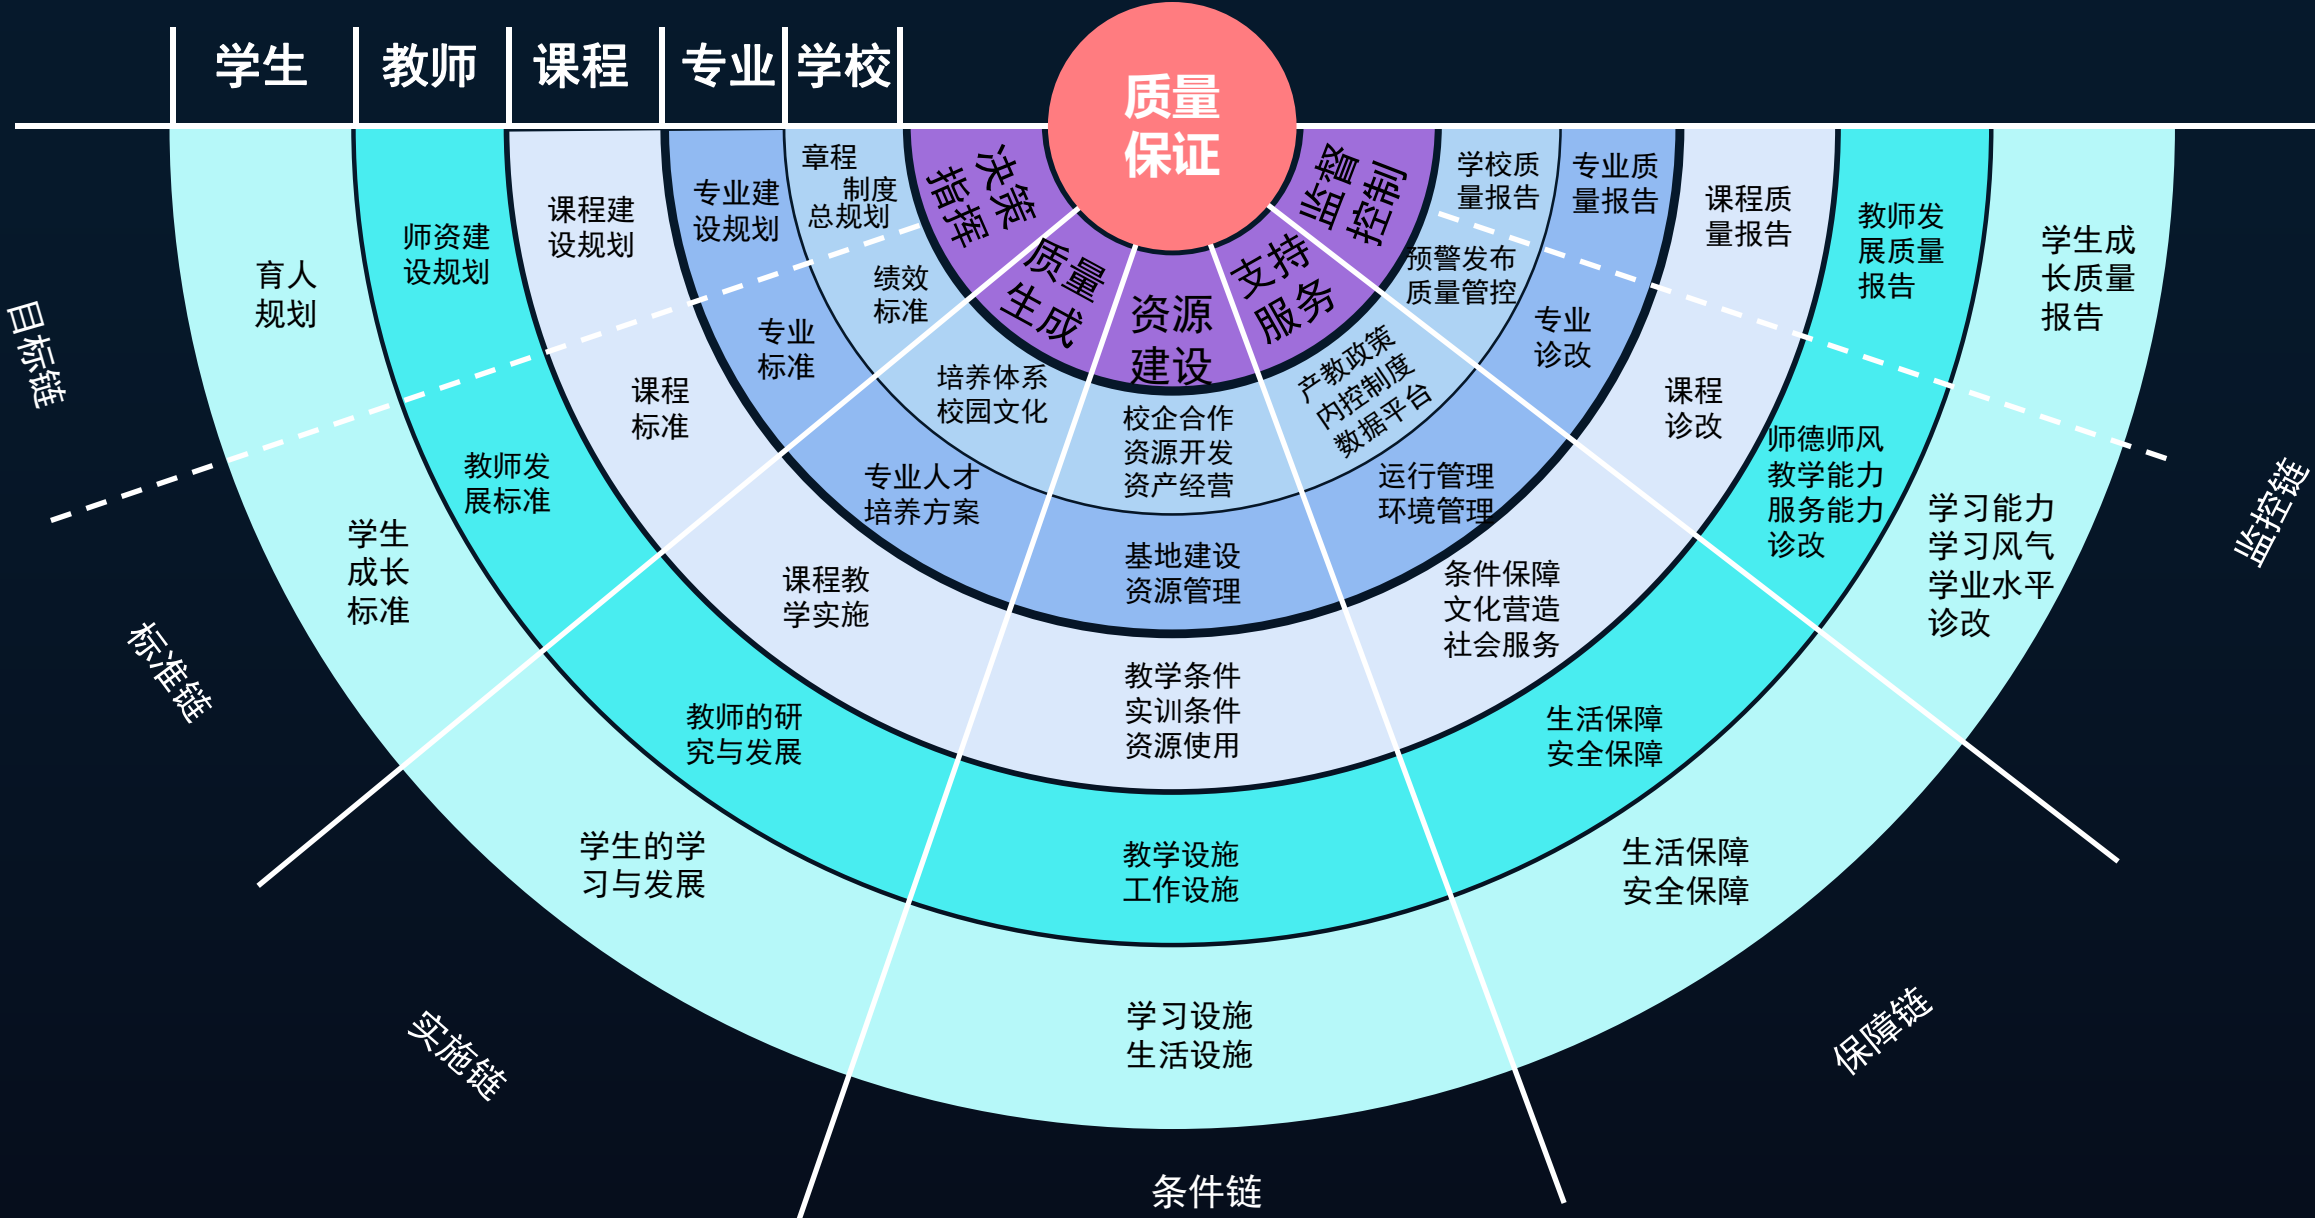 学生
教师
课程
专业
学校
质量
保证
决策
指挥
质量
生成
资源
建设
支持
服务
监督
控制
章程
制度
总规划
绩效
标准
培养体系
校园文化
校企合作
资源开发
资产经营
产教政策
内控制度
数据平台
预警发布
质量管控
学校质
量报告
专业建
设规划
专业
标准
专业人才
培养方案
基地建设
资源管理
运行管理
环境管理
专业
诊改
专业质
量报告
课程建
设规划
课程
标准
课程教
学实施
教学条件
实训条件
资源使用
条件保障
文化营造
社会服务
课程
诊改
课程质
量报告
师资建
设规划
教师发
展标准
教师的研
究与发展
教学设施
工作设施
生活保障
安全保障
师德师风
教学能力
服务能力
诊改
教师发
展质量
报告
育人
规划
学生
成长
标准
学生的学
习与发展
学习设施
生活设施
生活保障
安全保障
学习能力
学习风气
学业水平
诊改
学生成
长质量
报告
目标链
标准链
实施链
条件链
保障链
监控链